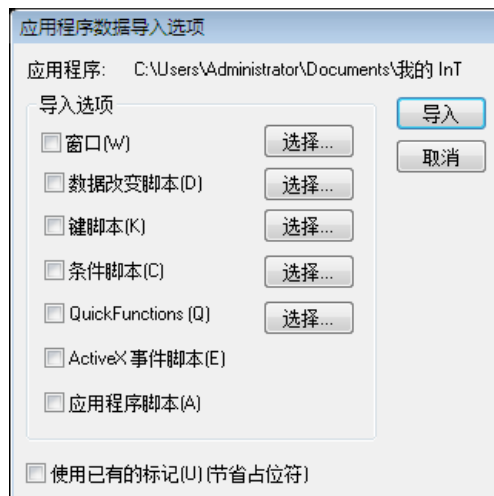 应用程序数据导入选项
应用程序: C:\Users\Administrator\Documents\我的 InT
导入选项
导入
窗口(W) 选择...
取消
数据改变脚本(D) 选择...
键脚本(K) 选择...
条件脚本(C) 选择...
QuickFunctions (Q) 选择...
ActiveX 事件脚本(E)
应用程序脚本(A)
使用已有的标记(U) (节省占位符)